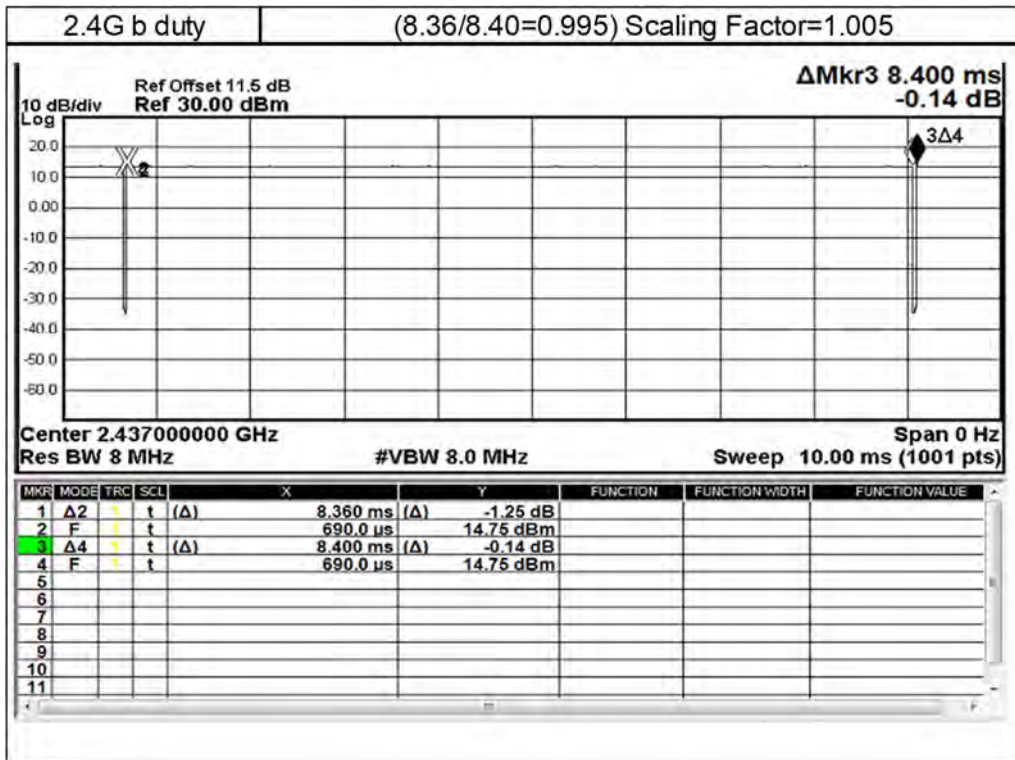 2.4G b duty (8.36/8.40=0.995) Scaling Factor=1.005
ΔMkr3 8.400 ms
Ref Offset 11.5 dB
10 dB/div Ref 30.00 dBm -0.14 dB
Log
20.0
10.0
0.00
-10.0
-20.0
-30.0
-40.0
-50.0
-60.0
3Δ4
Center 2.437000000 GHz Span 0 Hz
Res BW 8 MHz #VBW 8.0 MHz Sweep 10.00 ms (1001 pts)
MKR MODE TRC SCL X Y FUNCTION FUNCTION WIDTH FUNCTION VALUE
1 Δ2 1 t (Δ) 8.360 ms (Δ) -1.25 dB
2 F 1 t 690.0 µs 14.75 dBm
3 Δ4 1 t (Δ) 8.400 ms (Δ) -0.14 dB
4 F 1 t 690.0 µs 14.75 dBm
5
6
7
8
9
10
11